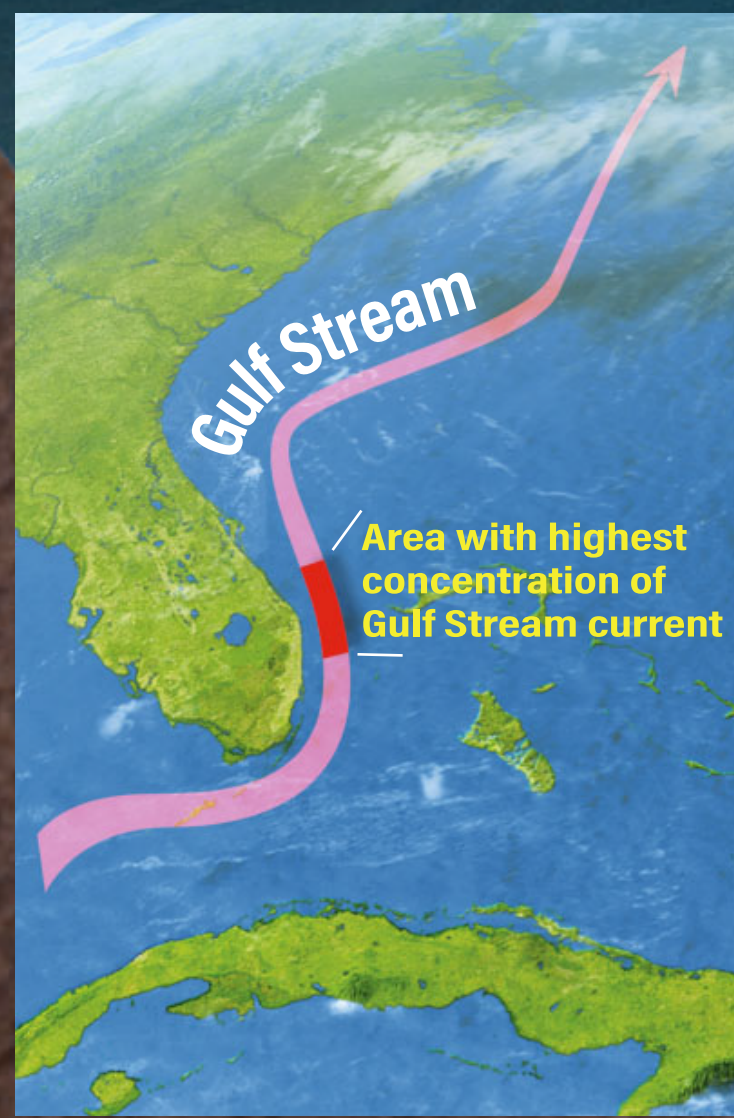 Gulf Stream
Area with highest
concentration of
Gulf Stream current